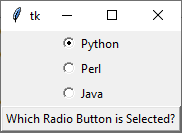 tk
Python
Perl
Java
Which Radio Button is Selected?